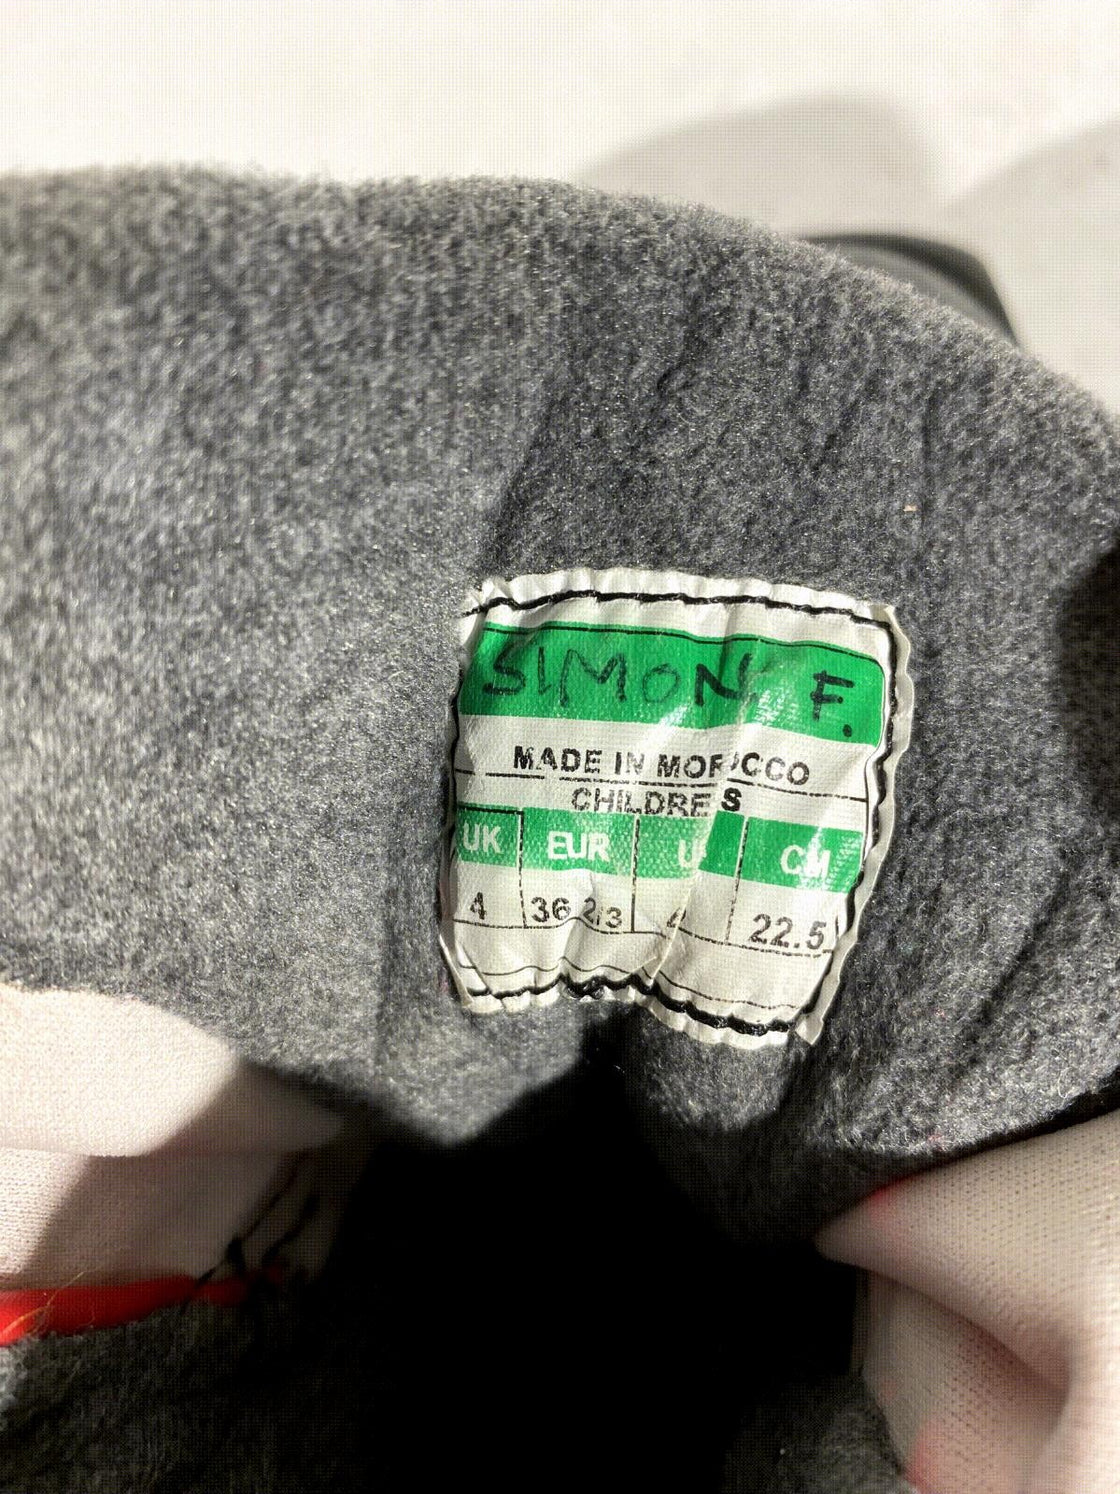 SIMON F.
MADE IN MOROCCO
CHILDRENS
UK EUR CM
4 36 2/3 22.5